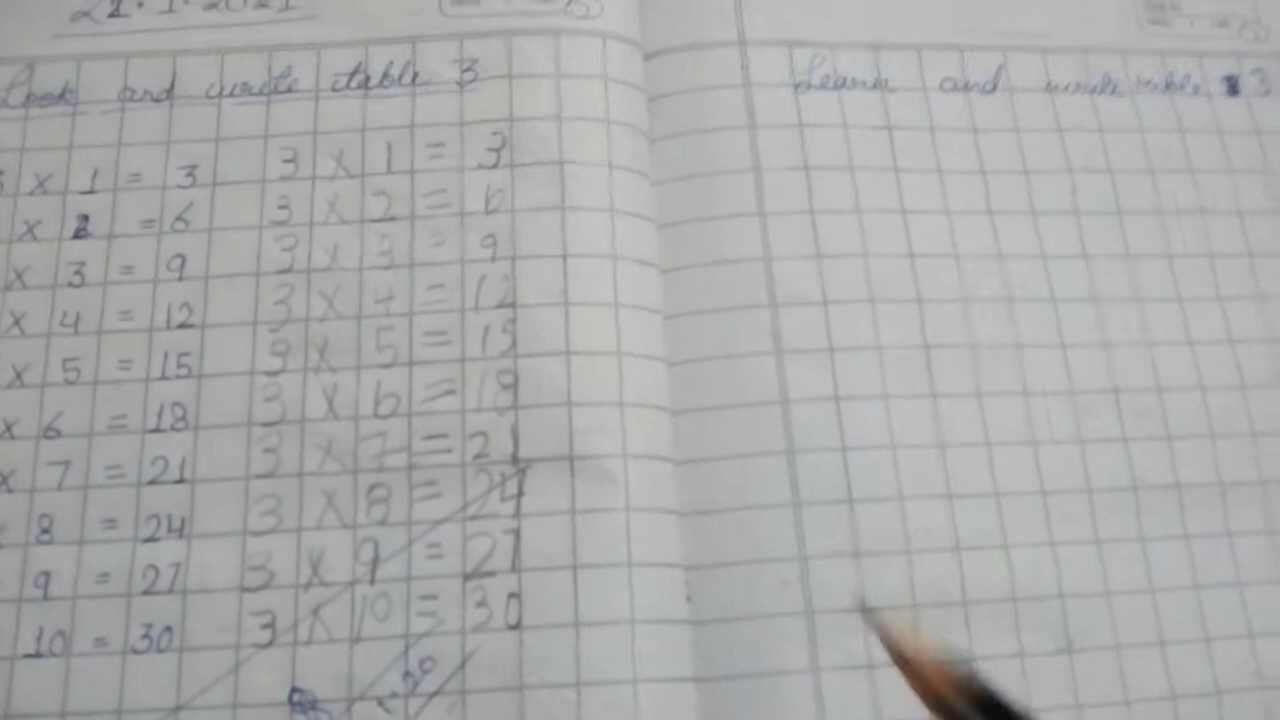 22.1.2021
Look and write table 3
x 1 = 3 3 x 1 = 3
x 2 = 6 3 x 2 = 6
x 3 = 9 3 x 3 = 9
x 4 = 12 3 x 4 = 12
x 5 = 15 3 x 5 = 15
x 6 = 18 3 x 6 = 18
x 7 = 21 3 x 7 = 21
8 = 24 3 x 8 = 24
9 = 27 3 x 9 = 27
10 = 30 3 x 10 = 30
Learn and write table 3